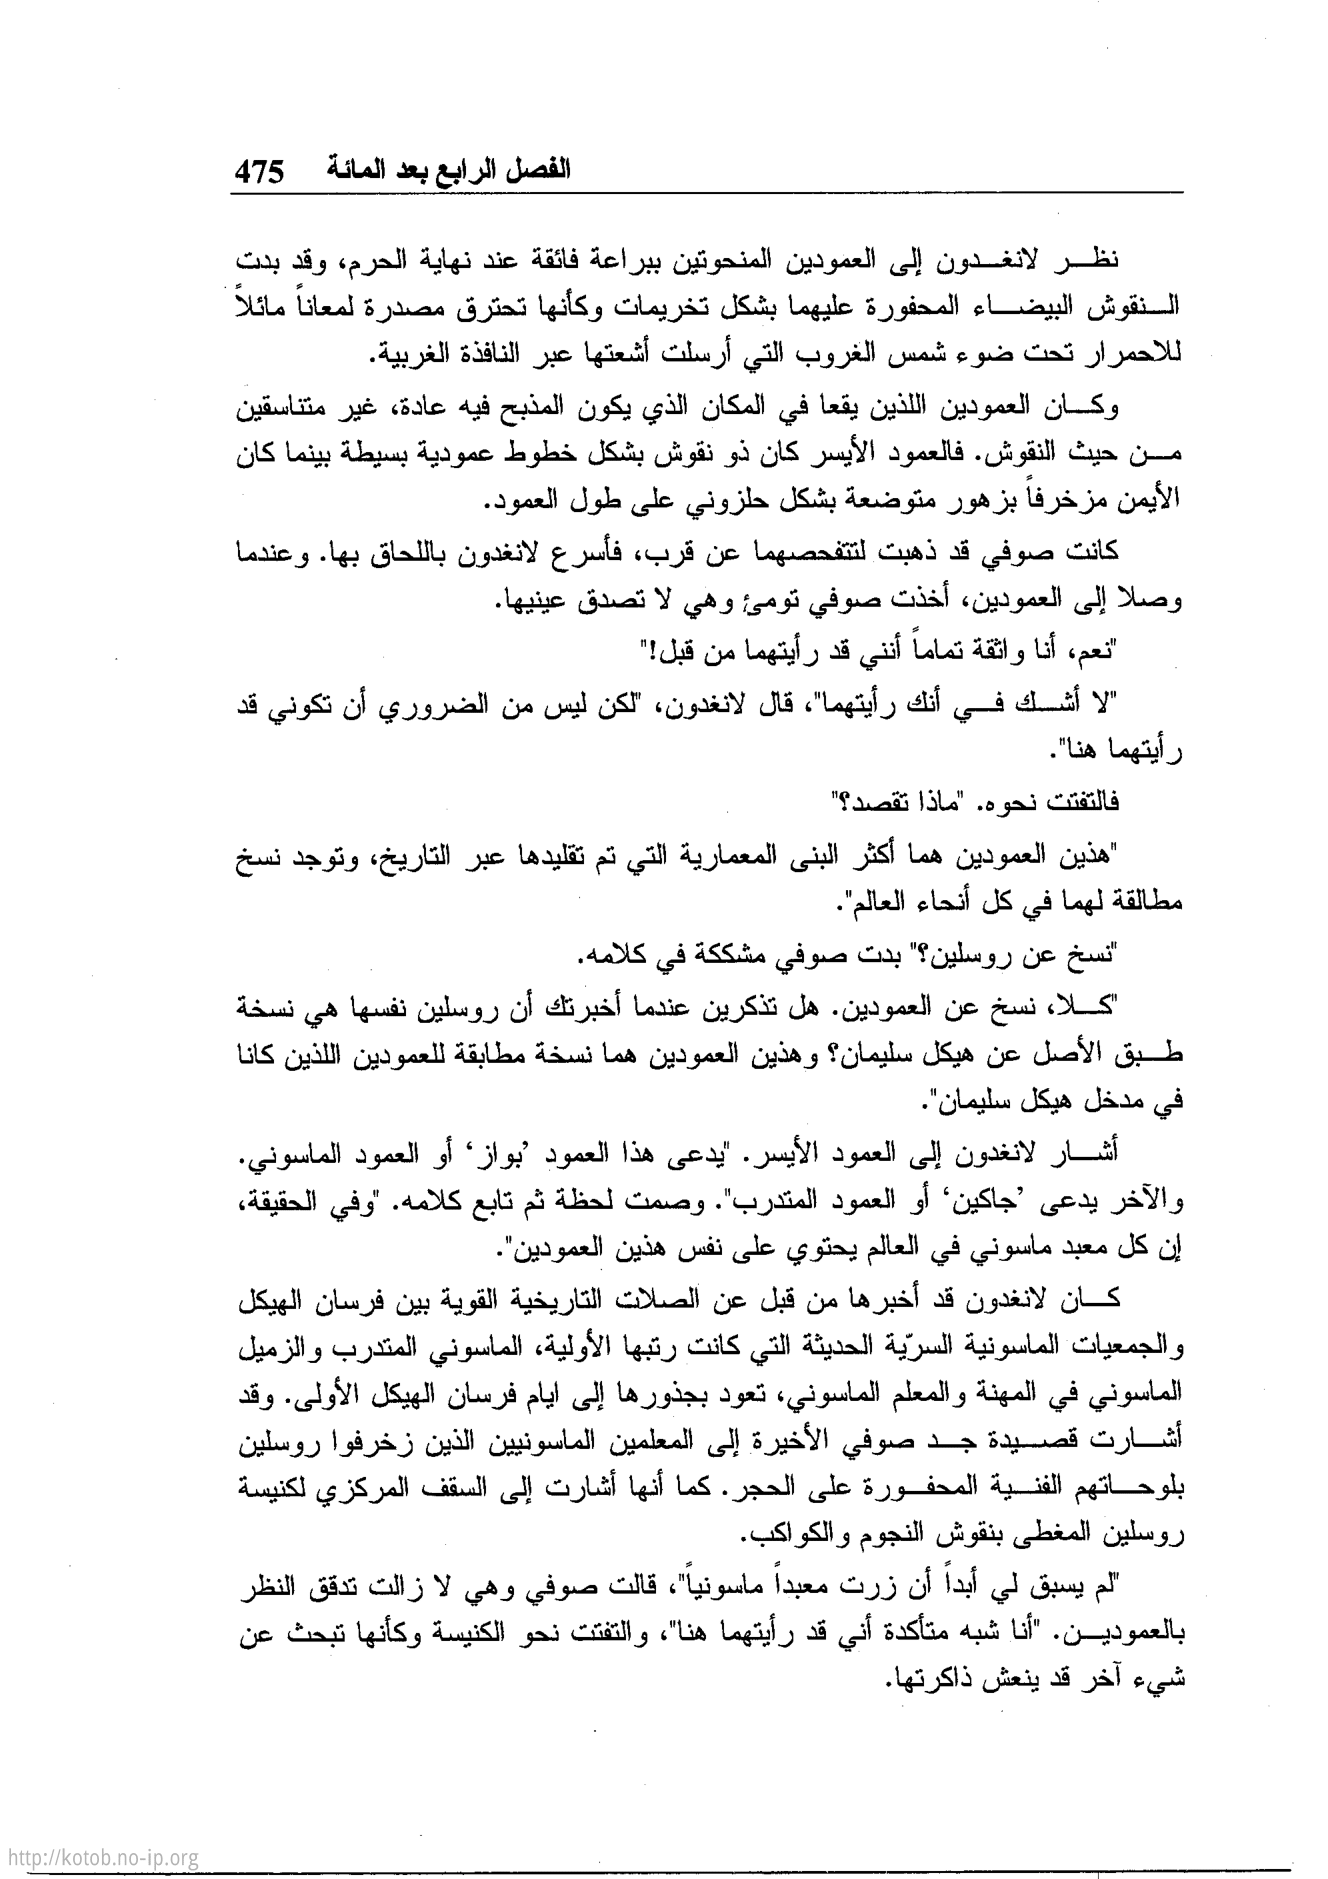 الفصل الرابع بعد المائة 475
نظر لانغدون إلى العمودين المنحوتين ببراعة فائقة عند نهاية الحرم، وقد بدت
النقوش البيضاء المحفورة عليهما بشكل تخريمات وكأنها تحترق مصدرة لمعاناً مائلاً
للاحمرار تحت ضوء شمس الغروب التي أرسلت أشعتها عبر النافذة الغربية.
وكان العمودين اللذين يقعا في المكان الذي يكون المذبح فيه عادة، غير متناسقين
من حيث النقوش. فالعمود الأيسر كان ذو نقوش بشكل خطوط عمودية بسيطة بينما كان
الأيمن مزخرفاً بزهور متوضعة بشكل حلزوني على طول العمود.
كانت صوفي قد ذهبت لتتفحصهما عن قرب، فأسرع لانغدون باللحاق بها. وعندما
وصلا إلى العمودين، أخذت صوفي تومئ وهي لا تصدق عينيها.
"نعم، أنا واثقة تماماً أنني قد رأيتهما من قبل!"
"لا أشك في أنك رأيتهما"، قال لانغدون، "لكن ليس من الضروري أن تكوني قد
رأيتهما هنا".
فالتفتت نحوه. "ماذا تقصد؟"
"هذين العمودين هما أكثر البنى المعمارية التي تم تقليدها عبر التاريخ، وتوجد نسخ
مطالقة لهما في كل أنحاء العالم".
"نسخ عن روسلين؟" بدت صوفي مشككة في كلامه.
"كلا، نسخ عن العمودين. هل تذكرين عندما أخبرتك أن روسلين نفسها هي نسخة
طبق الأصل عن هيكل سليمان؟ وهذين العمودين هما نسخة مطابقة للعمودين اللذين كانا
في مدخل هيكل سليمان".
أشار لانغدون إلى العمود الأيسر. "يدعى هذا العمود ’بواز‘ أو العمود الماسوني.
والآخر يدعى ’جاكين‘ أو العمود المتدرب". وصمت لحظة ثم تابع كلامه. "وفي الحقيقة،
إن كل معبد ماسوني في العالم يحتوي على نفس هذين العمودين".
كان لانغدون قد أخبرها من قبل عن الصلات التاريخية القوية بين فرسان الهيكل
والجمعيات الماسونية السرّية الحديثة التي كانت رتبها الأولية، الماسوني المتدرب والزميل
الماسوني في المهنة والمعلم الماسوني، تعود بجذورها إلى ايام فرسان الهيكل الأولى. وقد
أشارت قصيدة جد صوفي الأخيرة إلى المعلمين الماسونيين الذين زخرفوا روسلين
بلوحاتهم الفنية المحفورة على الحجر. كما أنها أشارت إلى السقف المركزي لكنيسة
روسلين المغطى بنقوش النجوم والكواكب.
"لم يسبق لي أبداً أن زرت معبداً ماسونياً"، قالت صوفي وهي لا زالت تدقق النظر
بالعمودين. "أنا شبه متأكدة أني قد رأيتهما هنا"، والتفتت نحو الكنيسة وكأنها تبحث عن
شيء آخر قد ينعش ذاكرتها.
http://kotob.no-ip.org